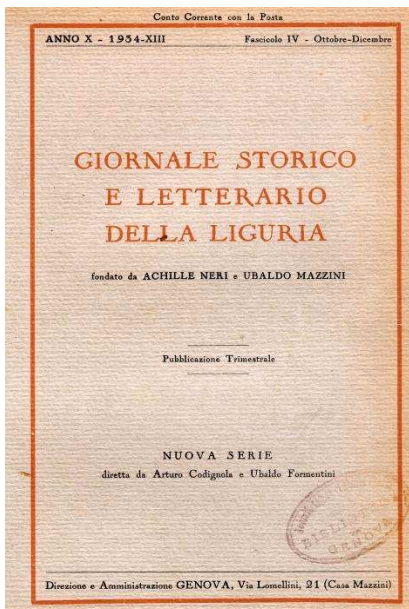 Conto Corrente con la Posta
ANNO X - 1934-XIII Fascicolo IV - Ottobre-Dicembre
GIORNALE STORICO
E LETTERARIO
DELLA LIGURIA
fondato da ACHILLE NERI e UBALDO MAZZINI
Pubblicazione Trimestrale
NUOVA SERIE
diretta da Arturo Codignola e Ubaldo Formentini
GENOVA
Direzione e Amministrazione GENOVA, Via Lomellini, 21 (Casa Mazzini)